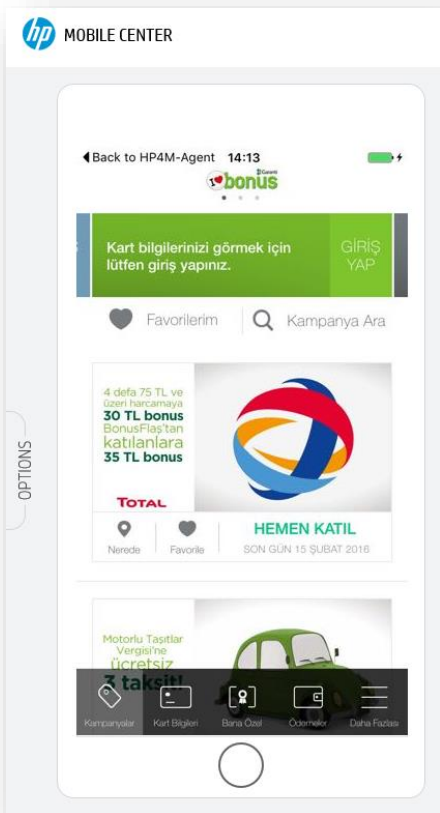 hp MOBILE CENTER
Back to HP4M-Agent 14:13
Garanti
bonus
Kart bilgilerinizi görmek için
lütfen giriş yapınız.
GİRİŞ
YAP
Favorilerim
Kampanya Ara
4 defa 75 TL ve
üzeri harcamaya
30 TL bonus
BonusFlaş'tan
katılanlara
35 TL bonus
TOTAL
Nerede
Favorile
HEMEN KATIL
SON GÜN 15 ŞUBAT 2016
OPTIONS
Motorlu Taşıtlar
Vergisi'ne
ücretsiz
3 taksit!
Kampanyalar
Kart Bilgileri
Bana Özel
Ödemeler
Daha Fazlası